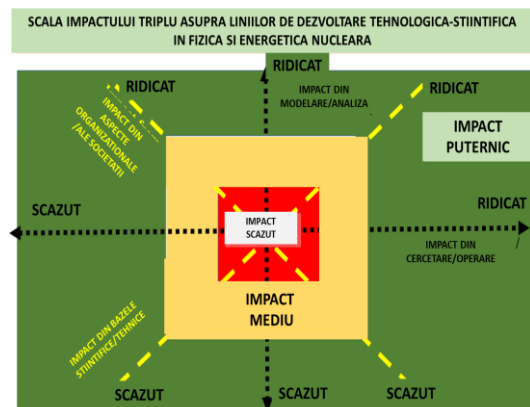 SCALA IMPACTULUI TRIPLU ASUPRA LINIILOR DE DEZVOLTARE TEHNOLOGICA-STIINTIFICA
IN FIZICA SI ENERGETICA NUCLEARA
RIDICAT
RIDICAT
IMPACT DIN
MODELARE/ANALIZA
RIDICAT
IMPACT DIN
ASPECTE
ORGANIZATIONALE
/ALE SOCIETATII
IMPACT
PUTERNIC
SCAZUT
RIDICAT
IMPACT
SCAZUT
IMPACT DIN
CERCETARE/OPERARE
IMPACT
MEDIU
IMPACT DIN BAZELE
STIINTIFICE/TEHNICE
SCAZUT
SCAZUT
SCAZUT